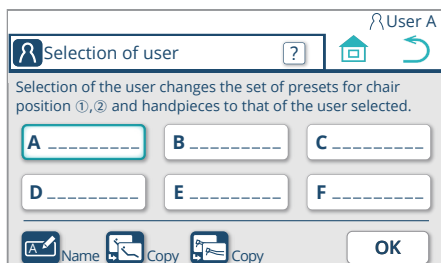 User A
Selection of user ?
Selection of the user changes the set of presets for chair
position ①,② and handpieces to that of the user selected.
A _________ B _________ C _________
D _________ E _________ F _________
A Name Copy Copy OK